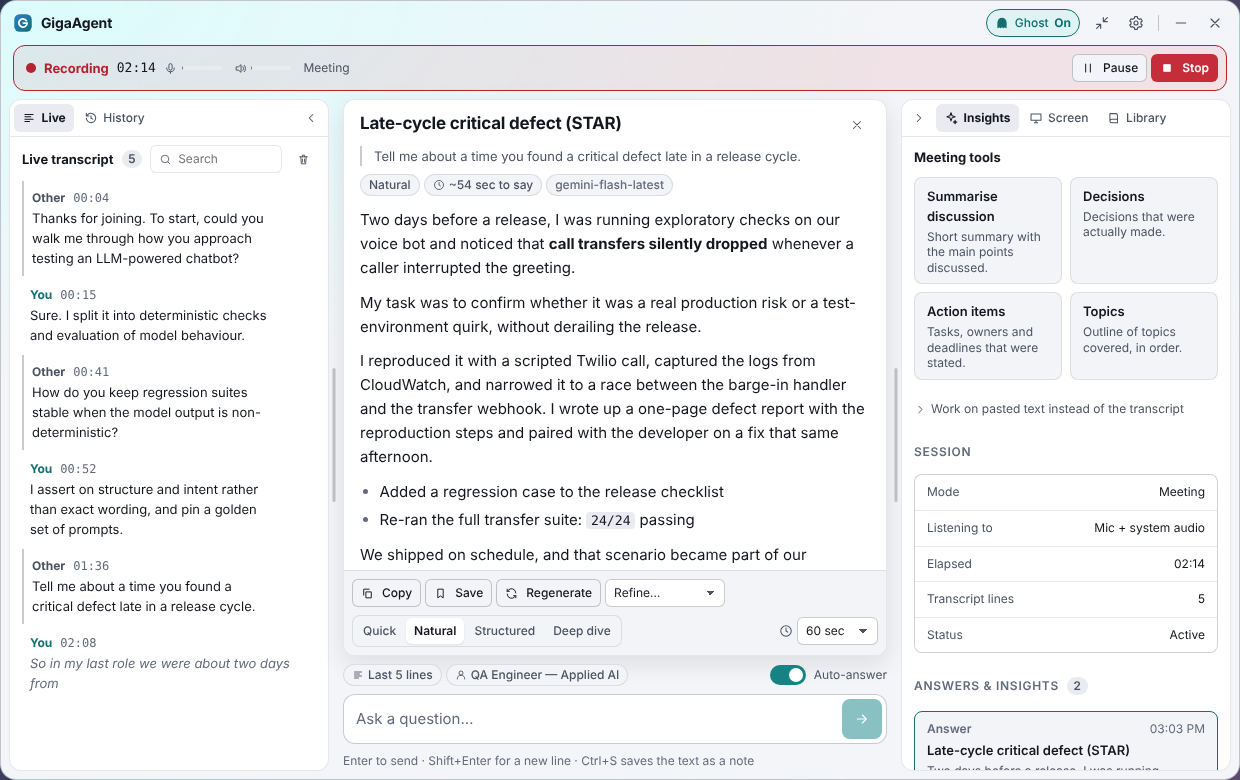 GigaAgent
Ghost On
Recording 02:14 Meeting
Pause Stop
Live History
Live transcript 5 Search
Other 00:04
Thanks for joining. To start, could you
walk me through how you approach
testing an LLM-powered chatbot?
You 00:15
Sure. I split it into deterministic checks
and evaluation of model behaviour.
Other 00:41
How do you keep regression suites
stable when the model output is non-
deterministic?
You 00:52
I assert on structure and intent rather
than exact wording, and pin a golden
set of prompts.
Other 01:36
Tell me about a time you found a
critical defect late in a release cycle.
You 02:08
So in my last role we were about two days
from
Late-cycle critical defect (STAR)
Tell me about a time you found a critical defect late in a release cycle.
Natural ~54 sec to say gemini-flash-latest
Two days before a release, I was running exploratory checks on our
voice bot and noticed that call transfers silently dropped whenever a
caller interrupted the greeting.
My task was to confirm whether it was a real production risk or a test-
environment quirk, without derailing the release.
I reproduced it with a scripted Twilio call, captured the logs from
CloudWatch, and narrowed it to a race between the barge-in handler
and the transfer webhook. I wrote up a one-page defect report with the
reproduction steps and paired with the developer on a fix that same
afternoon.
• Added a regression case to the release checklist
• Re-ran the full transfer suite: 24/24 passing
We shipped on schedule, and that scenario became part of our
Copy Save Regenerate Refine...
Quick Natural Structured Deep dive 60 sec
Last 5 lines QA Engineer — Applied AI Auto-answer
Ask a question...
Enter to send · Shift+Enter for a new line · Ctrl+S saves the text as a note
Insights Screen Library
Meeting tools
Summarise
discussion
Short summary with
the main points
discussed.
Decisions
Decisions that were
actually made.
Action items
Tasks, owners and
deadlines that were
stated.
Topics
Outline of topics
covered, in order.
Work on pasted text instead of the transcript
SESSION
Mode Meeting
Listening to Mic + system audio
Elapsed 02:14
Transcript lines 5
Status Active
ANSWERS & INSIGHTS 2
Answer 03:03 PM
Late-cycle critical defect (STAR)
Two days before a release, I was running